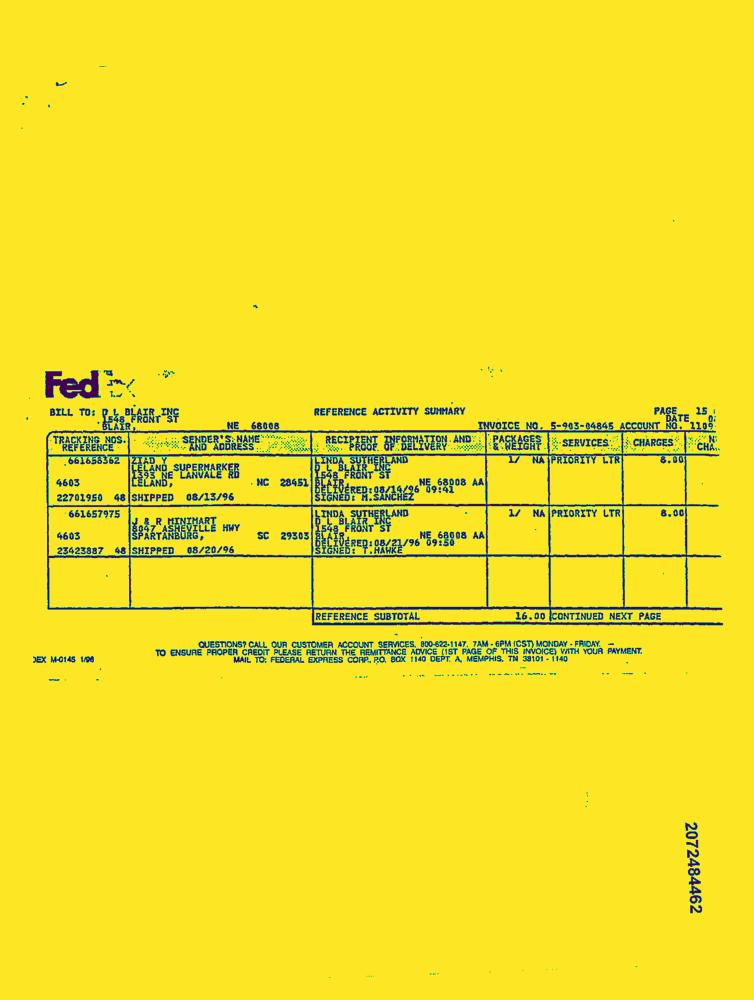 FedEx
BILL TO: D L BLAIR INC REFERENCE ACTIVITY SUMMARY PAGE 15
1548 FRONT ST DATE
BLAIR, NE 68008 INVOICE NO. 5-903-04845 ACCOUNT NO. 1109
TRACKING NOS. REFERENCE SENDER'S NAME AND ADDRESS RECIPIENT INFORMATION AND PROOF OF DELIVERY PACKAGES & WEIGHT SERVICES CHARGES
661658362 ZIAD Y LINDA SUTHERLAND 1/ NA PRIORITY LTR 8.00
LELAND SUPERMARKER D L BLAIR INC
1393 NE LANVALE RD 1548 FRONT ST
4603 LELAND, NC 28451 BLAIR, NE 68008 AA
DELIVERED:08/14/96 09:41
22701950 48 SHIPPED 08/13/96 SIGNED: M.SANCHEZ
661657975 LINDA SUTHERLAND 1/ NA PRIORITY LTR 8.00
J & R MINIMART D L BLAIR INC
8047 ASHEVILLE HWY 1548 FRONT ST
4603 SPARTANBURG, SC 29303 BLAIR, NE 68008 AA
DELIVERED:08/21/96 09:50
23423887 48 SHIPPED 08/20/96 SIGNED: T.HAWKE
REFERENCE SUBTOTAL 16.00 CONTINUED NEXT PAGE
QUESTIONS? CALL OUR CUSTOMER ACCOUNT SERVICES, 800-622-1147, 7AM - 6PM (CST) MONDAY - FRIDAY.
TO ENSURE PROPER CREDIT PLEASE RETURN THE REMITTANCE ADVICE (1ST PAGE OF THIS INVOICE) WITH YOUR PAYMENT.
DEX M-0145 1/96 MAIL TO: FEDERAL EXPRESS CORP., P.O. BOX 1140 DEPT. A, MEMPHIS, TN 38101 - 1140
2072484462